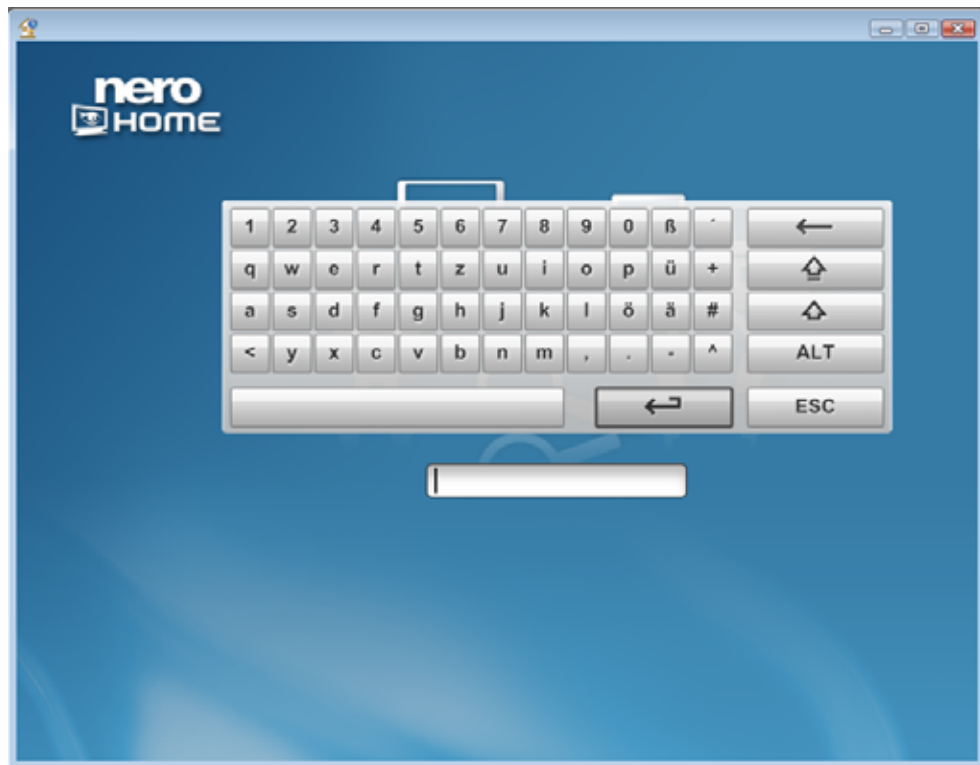 nero
HOME
1 2 3 4 5 6 7 8 9 0 ß ´
q w e r t z u i o p ü +
a s d f g h j k l ö ä #
< y x c v b n m , . - ^ ALT
ESC